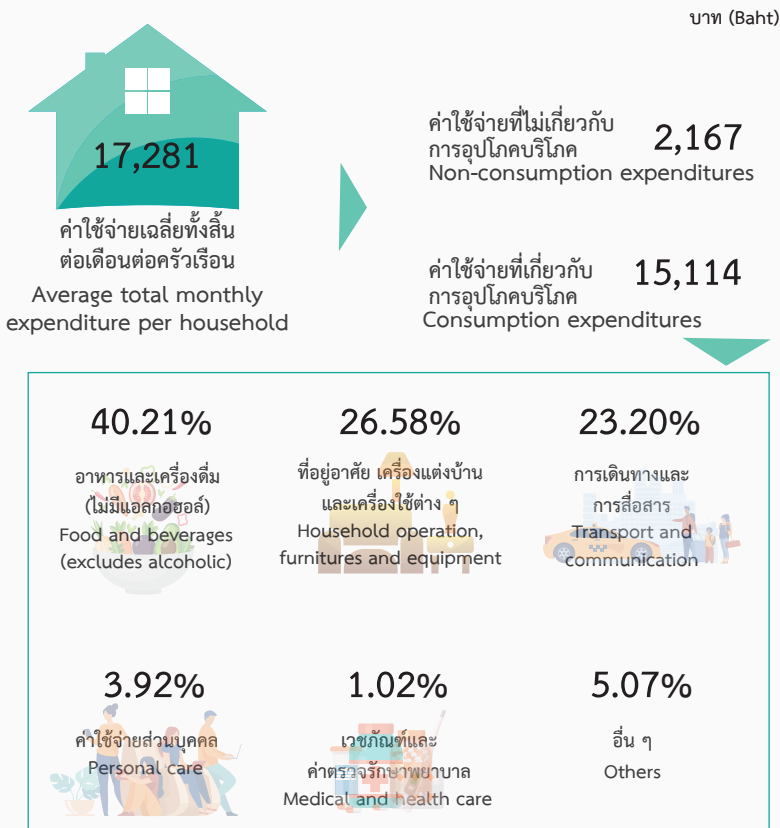 บาท (Baht)
17,281
ค่าใช้จ่ายเฉลี่ยทั้งสิ้น
ต่อเดือนต่อครัวเรือน
Average total monthly
expenditure per household
ค่าใช้จ่ายที่ไม่เกี่ยวกับ
การอุปโภคบริโภค
2,167
Non-consumption expenditures
ค่าใช้จ่ายที่เกี่ยวกับ
การอุปโภคบริโภค
15,114
Consumption expenditures
40.21%
อาหารและเครื่องดื่ม
(ไม่มีแอลกอฮอล์)
Food and beverages
(excludes alcoholic)
26.58%
ที่อยู่อาศัย เครื่องแต่งบ้าน
และเครื่องใช้ต่าง ๆ
Household operation,
furnitures and equipment
23.20%
การเดินทางและ
การสื่อสาร
Transport and
communication
3.92%
ค่าใช้จ่ายส่วนบุคคล
Personal care
1.02%
เวชภัณฑ์และ
ค่าตรวจรักษาพยาบาล
Medical and health care
5.07%
อื่น ๆ
Others